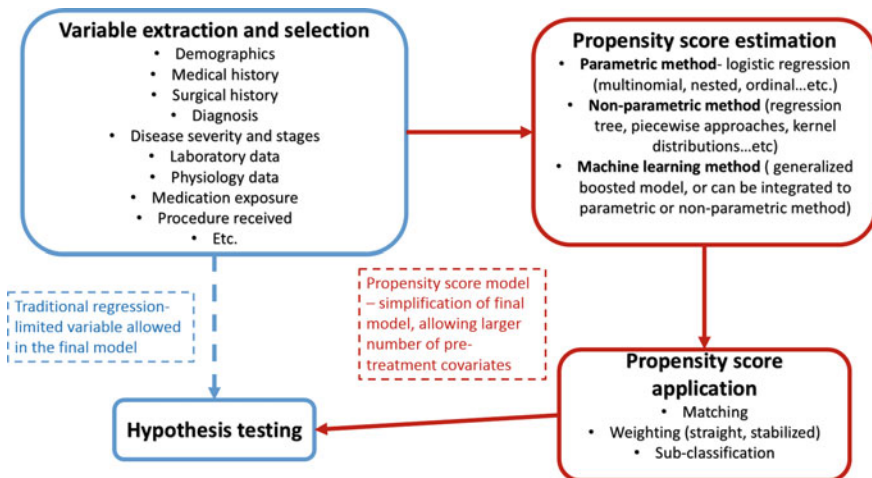 Variable extraction and selection
• Demographics
• Medical history
• Surgical history
• Diagnosis
• Disease severity and stages
• Laboratory data
• Physiology data
• Medication exposure
• Procedure received
• Etc.
Propensity score estimation
• Parametric method- logistic regression
(multinomial, nested, ordinal...etc.)
• Non-parametric method (regression
tree, piecewise approaches, kernel
distributions...etc)
• Machine learning method ( generalized
boosted model, or can be integrated to
parametric or non-parametric method)
Traditional regression-
limited variable allowed
in the final model
Propensity score model
– simplification of final
model, allowing larger
number of pre-
treatment covariates
Propensity score
application
• Matching
• Weighting (straight, stabilized)
• Sub-classification
Hypothesis testing